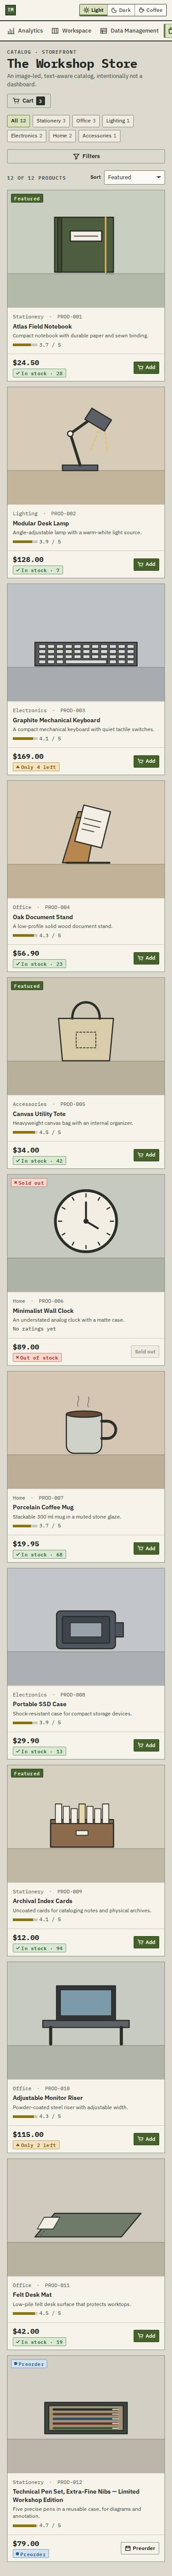 TM Light Dark Coffee
Analytics Workspace Data Management
CATALOG · STOREFRONT
The Workshop Store
An image-led, text-aware catalog, intentionally not a
dashboard.
Cart 3
All 12 Stationery 3 Office 3 Lighting 1
Electronics 2 Home 2 Accessories 1
Filters
12 OF 12 PRODUCTS Sort Featured
Featured
Stationery · PROD-001
Atlas Field Notebook
Compact notebook with durable paper and sewn binding.
3.7 / 5
$24.50
In stock · 28 Add
Lighting · PROD-002
Modular Desk Lamp
Angle-adjustable lamp with a warm-white light source.
3.9 / 5
$128.00
In stock · 7 Add
Electronics · PROD-003
Graphite Mechanical Keyboard
A compact mechanical keyboard with quiet tactile switches.
4.1 / 5
$169.00
Only 4 left Add
Office · PROD-004
Oak Document Stand
A low-profile solid wood document stand.
4.3 / 5
$56.90
In stock · 23 Add
Featured
Accessories · PROD-005
Canvas Utility Tote
Heavyweight canvas bag with an internal organizer.
4.5 / 5
$34.00
In stock · 42 Add
Sold out
Home · PROD-006
Minimalist Wall Clock
An understated analog clock with a matte case.
No ratings yet
$89.00
Out of stock Sold out
Home · PROD-007
Porcelain Coffee Mug
Stackable 300 ml mug in a muted stone glaze.
3.7 / 5
$19.95
In stock · 60 Add
Electronics · PROD-008
Portable SSD Case
Shock-resistant case for compact storage devices.
3.9 / 5
$29.90
In stock · 13 Add
Featured
Stationery · PROD-009
Archival Index Cards
Uncoated cards for cataloging notes and physical archives.
4.1 / 5
$12.00
In stock · 94 Add
Office · PROD-010
Adjustable Monitor Riser
Powder-coated steel riser with adjustable width.
4.3 / 5
$115.00
Only 2 left Add
Office · PROD-011
Felt Desk Mat
Low-pile felt desk surface that protects worktops.
4.5 / 5
$42.00
In stock · 19 Add
Preorder
Stationery · PROD-012
Technical Pen Set, Extra-Fine Nibs — Limited
Workshop Edition
Five precise pens in a reusable case, for diagrams and
annotation.
4.7 / 5
$79.00
Preorder Preorder